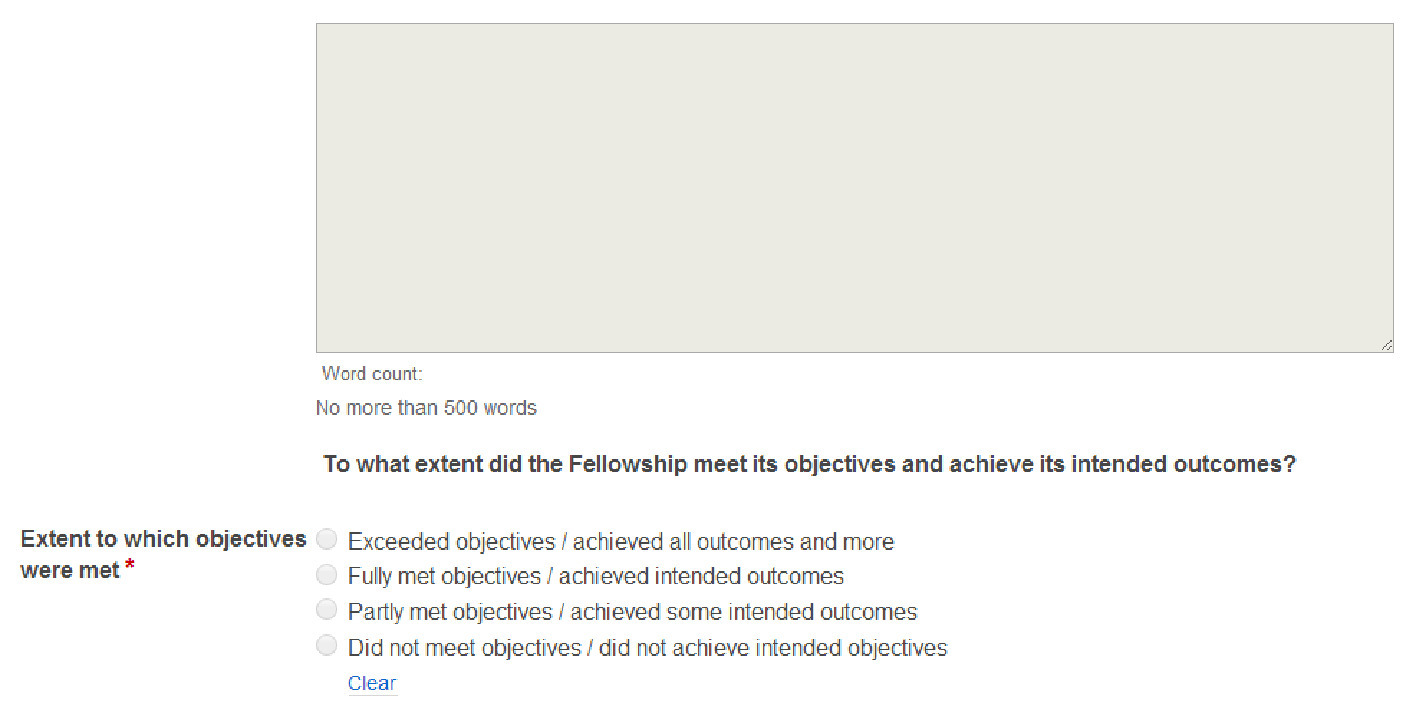 Word count:
No more than 500 words
To what extent did the Fellowship meet its objectives and achieve its intended outcomes?
Extent to which objectives
were met *
Exceeded objectives / achieved all outcomes and more
Fully met objectives / achieved intended outcomes
Partly met objectives / achieved some intended outcomes
Did not meet objectives / did not achieve intended objectives
Clear